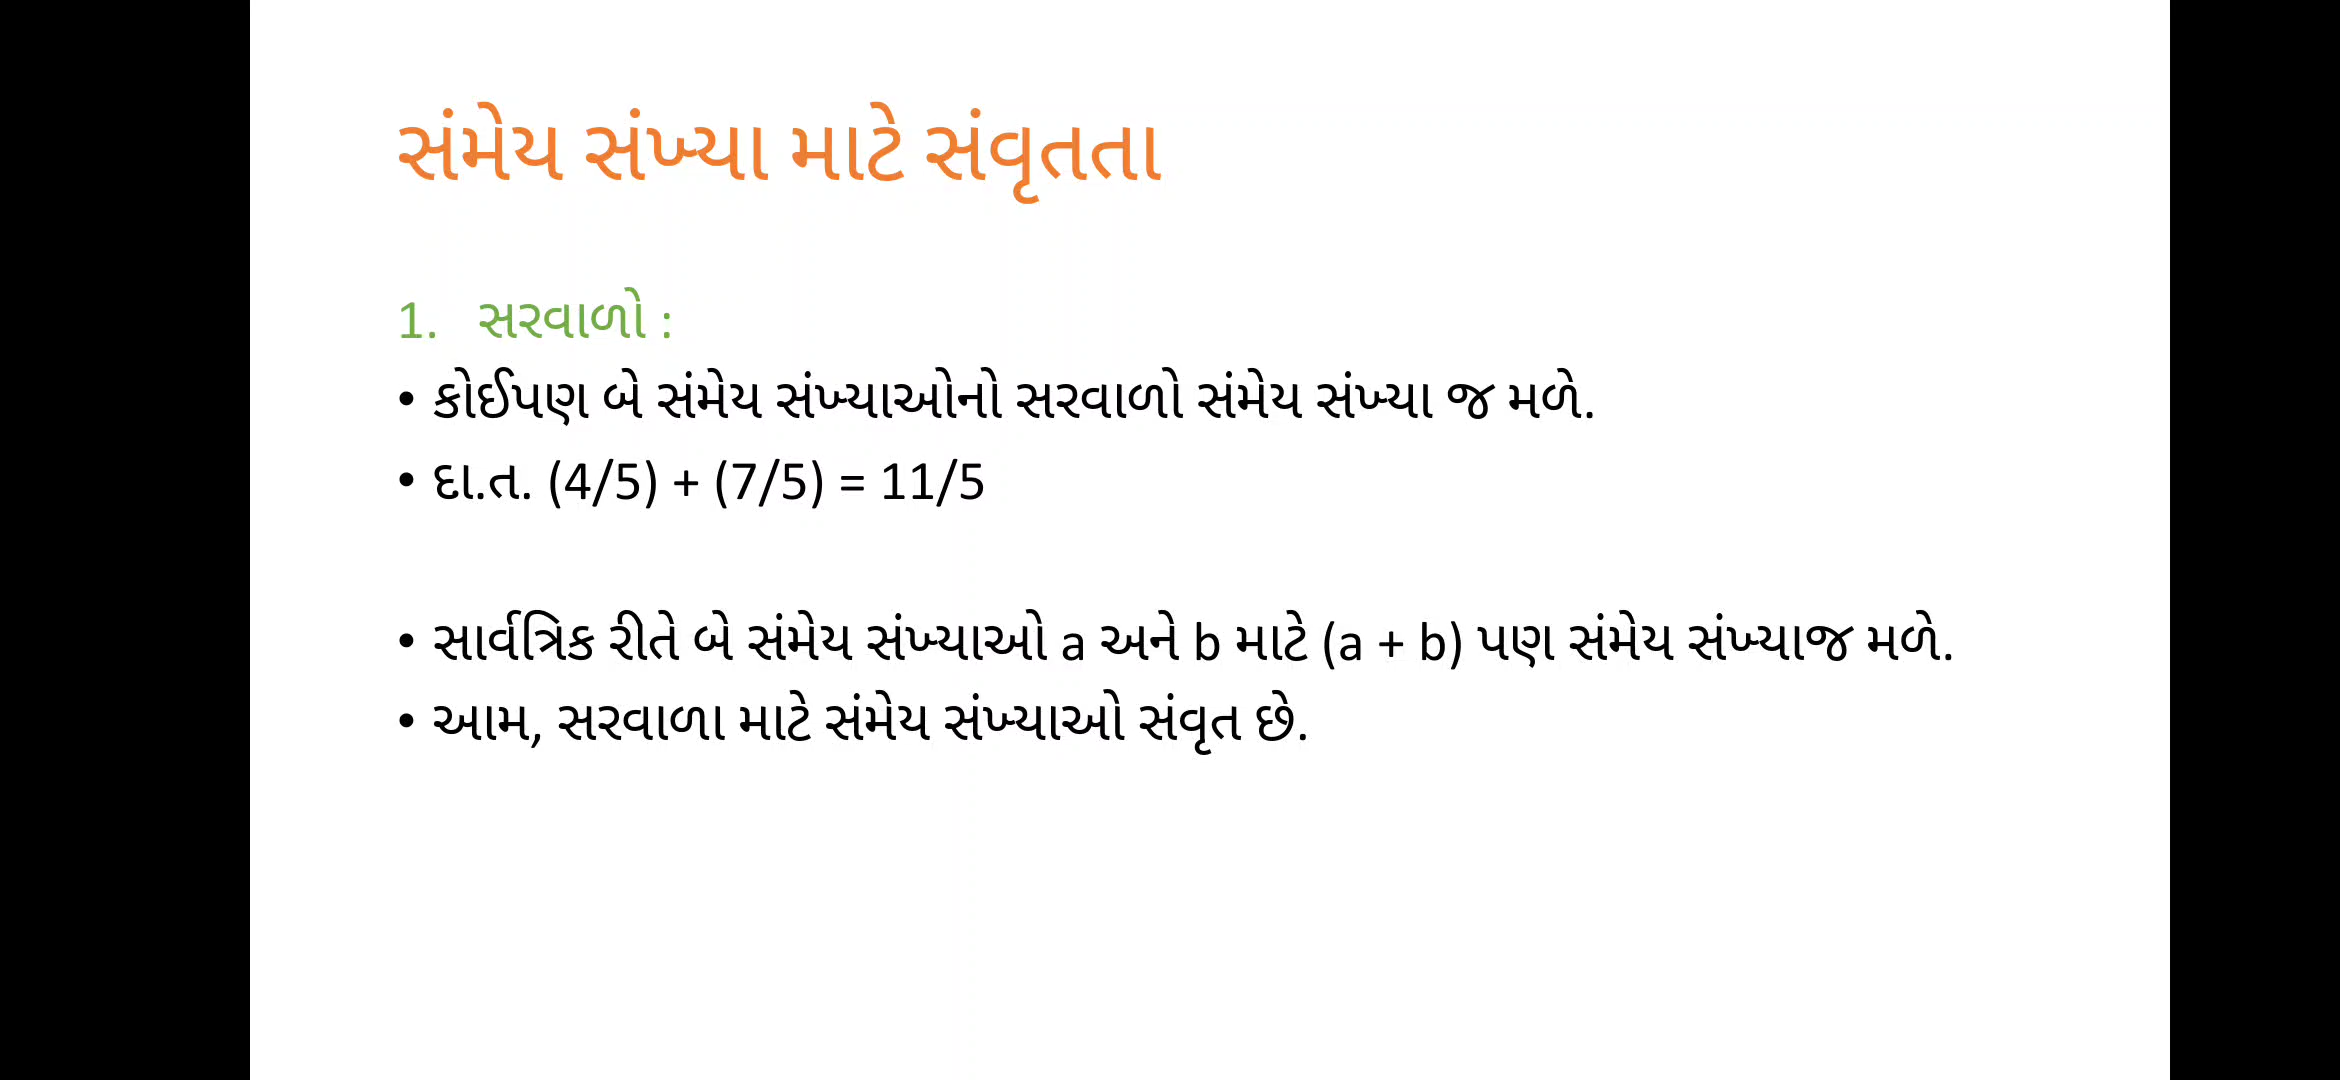 સંમેય સંખ્યા માટે સંવૃતતા
1. સરવાળો :
• કોઈપણ બે સંમેય સંખ્યાઓનો સરવાળો સંમેય સંખ્યા જ મળે.
• દા.ત. (4/5) + (7/5) = 11/5
• સાર્વત્રિક રીતે બે સંમેય સંખ્યાઓ a અને b માટે (a + b) પણ સંમેય સંખ્યાજ મળે.
• આમ, સરવાળા માટે સંમેય સંખ્યાઓ સંવૃત છે.